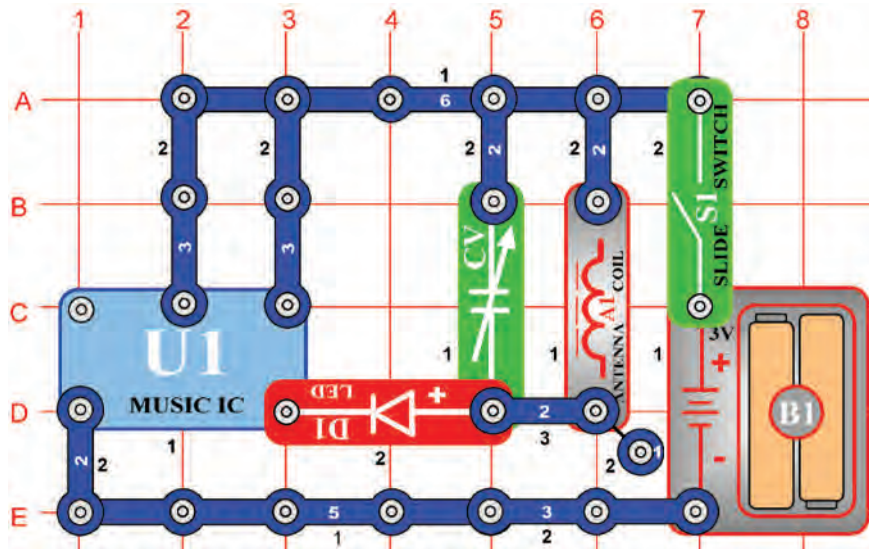 1 2 3 4 5 6 7 8
A
1
6
2 2 2 2 2 2 2
S1
SLIDE SWITCH
B
3 3
CV
A1
ANTENNA COIL
C
U1
MUSIC IC
1 1 1
3V
+
-
B1
D1
LED
+
D
2
3
2
1
2 2
1
2
E
5
1
3
2